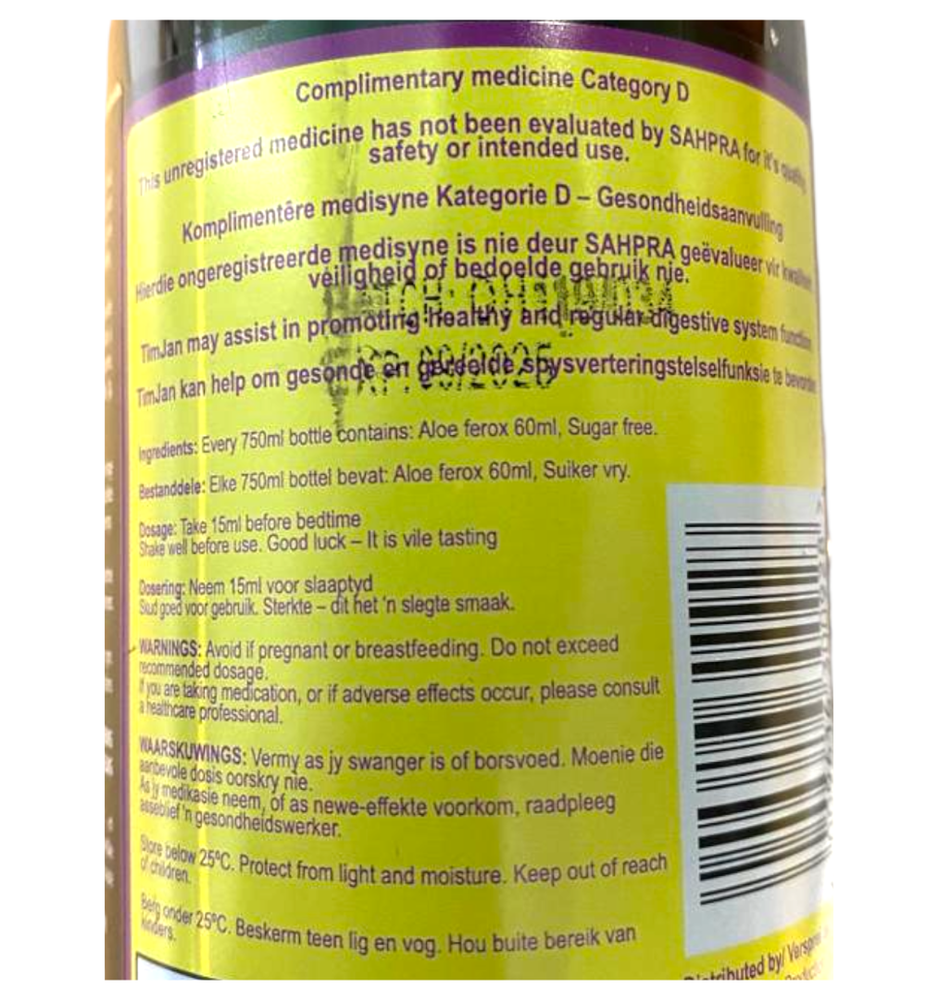 Complimentary medicine Category D
This unregistered medicine has not been evaluated by SAHPRA for it's quality
safety or intended use.
Komplimentêre medisyne Kategorie D – Gesondheidsaanvulling
Hierdie ongeregistreerde medisyne is nie deur SAHPRA geëvalueer vir kwaliteit
veiligheid of bedoelde gebruik nie.
TimJan may assist in promoting healthy and regular digestive system function
TimJan kan help om gesonde en gereelde spysverteringstelselfunksie te
09/2025
Ingredients: Every 750ml bottle contains: Aloe ferox 60ml, Sugar free.
Bestanddele: Elke 750ml bottel bevat: Aloe ferox 60ml, Suiker vry.
Dosage: Take 15ml before bedtime
Shake well before use. Good luck – It is vile tasting
Dosering: Neem 15ml voor slaaptyd
Skud goed voor gebruik. Sterkte – dit het 'n slegte smaak.
WARNINGS: Avoid if pregnant or breastfeeding. Do not exceed
recommended dosage.
If you are taking medication, or if adverse effects occur, please consult
a healthcare professional.
WAARSKUWINGS: Vermy as jy swanger is of borsvoed. Moenie die
aanbevole dosis oorskry nie.
As jy medikasie neem, of as newe-effekte voorkom, raadpleeg
asseblief 'n gesondheidswerker.
Store below 25°C. Protect from light and moisture. Keep out of reach
of children.
Berg onder 25°C. Beskerm teen lig en vog. Hou buite bereik van
kinders.
Distributed by/